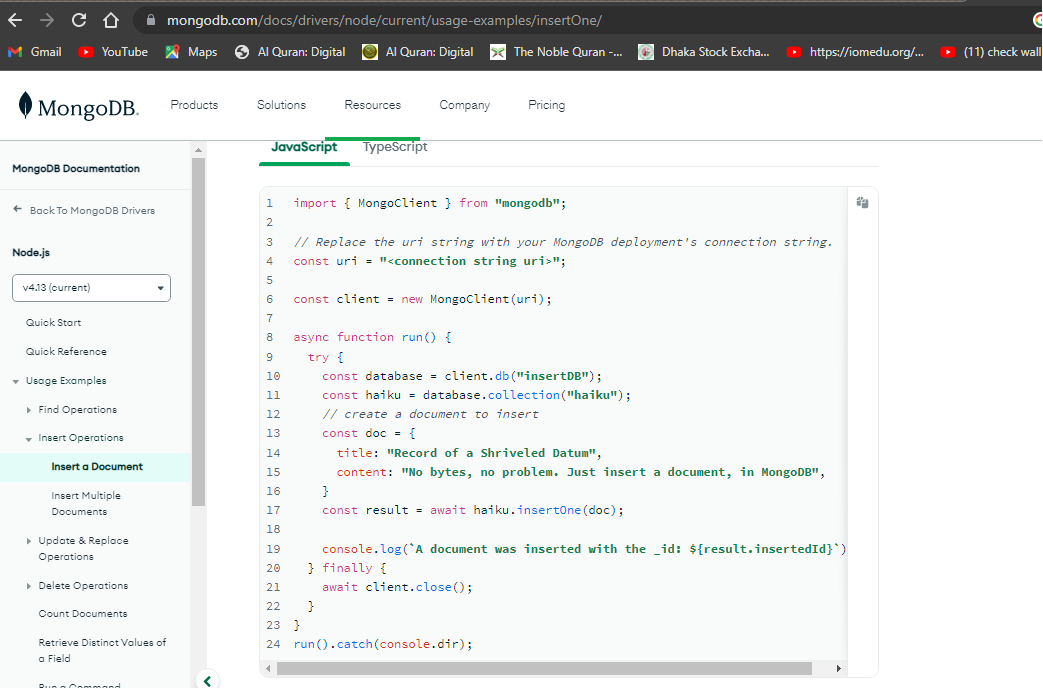 mongodb.com/docs/drivers/node/current/usage-examples/insertOne/
Gmail YouTube Maps Al Quran: Digital Al Quran: Digital The Noble Quran -... Dhaka Stock Excha... https://iomedu.org/... (11) check wall
MongoDB. Products Solutions Resources Company Pricing
MongoDB Documentation
Back To MongoDB Drivers
Node.js
v4.13 (current)
Quick Start
Quick Reference
Usage Examples
Find Operations
Insert Operations
Insert a Document
Insert Multiple
Documents
Update & Replace
Operations
Delete Operations
Count Documents
Retrieve Distinct Values of
a Field
Run a Command
JavaScript TypeScript
1 import { MongoClient } from "mongodb";
2
3 // Replace the uri string with your MongoDB deployment's connection string.
4 const uri = "<connection string uri>";
5
6 const client = new MongoClient(uri);
7
8 async function run() {
9 try {
10 const database = client.db("insertDB");
11 const haiku = database.collection("haiku");
12 // create a document to insert
13 const doc = {
14 title: "Record of a Shriveled Datum",
15 content: "No bytes, no problem. Just insert a document, in MongoDB",
16 }
17 const result = await haiku.insertOne(doc);
18
19 console.log(`A document was inserted with the _id: ${result.insertedId}`)
20 } finally {
21 await client.close();
22 }
23 }
24 run().catch(console.dir);